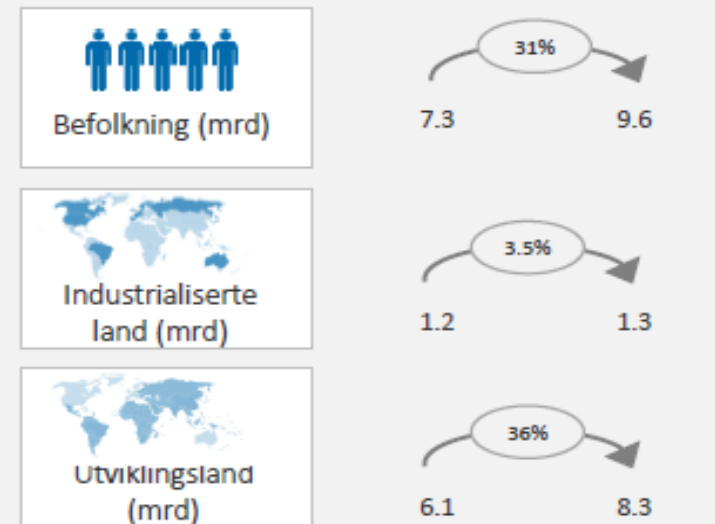 31%
Befolkning (mrd)
7.3 9.6
3.5%
Industrialiserte
land (mrd)
1.2 1.3
36%
Utviklingsland
(mrd)
6.1 8.3